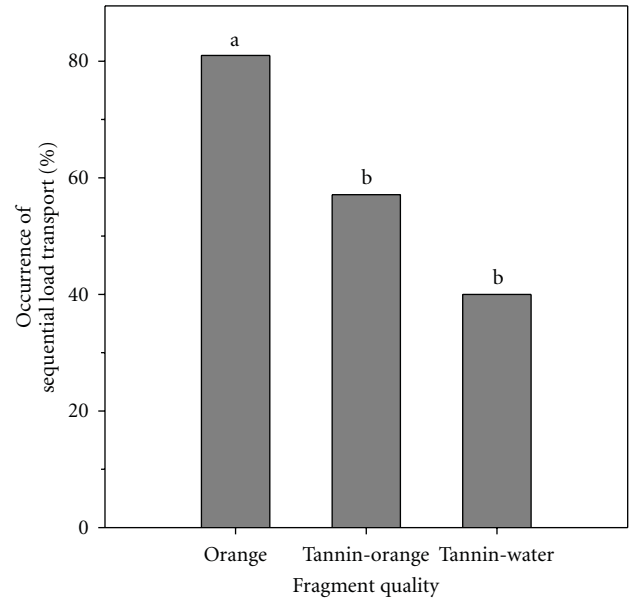 Occurrence of
sequential load transport (%)
80
60
40
20
0
a
b
b
Orange
Tannin-orange
Tannin-water
Fragment quality